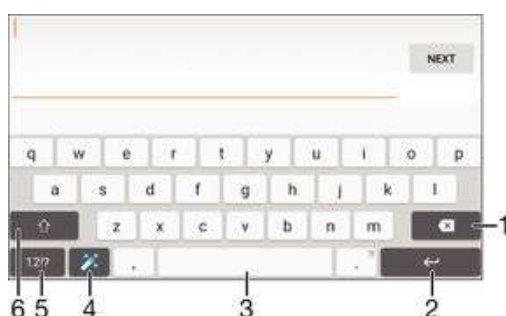 NEXT
q w e r t y u i o p
a s d f g h j k l
z x c v b n m 1
12!? , .
6 5 4 3 2